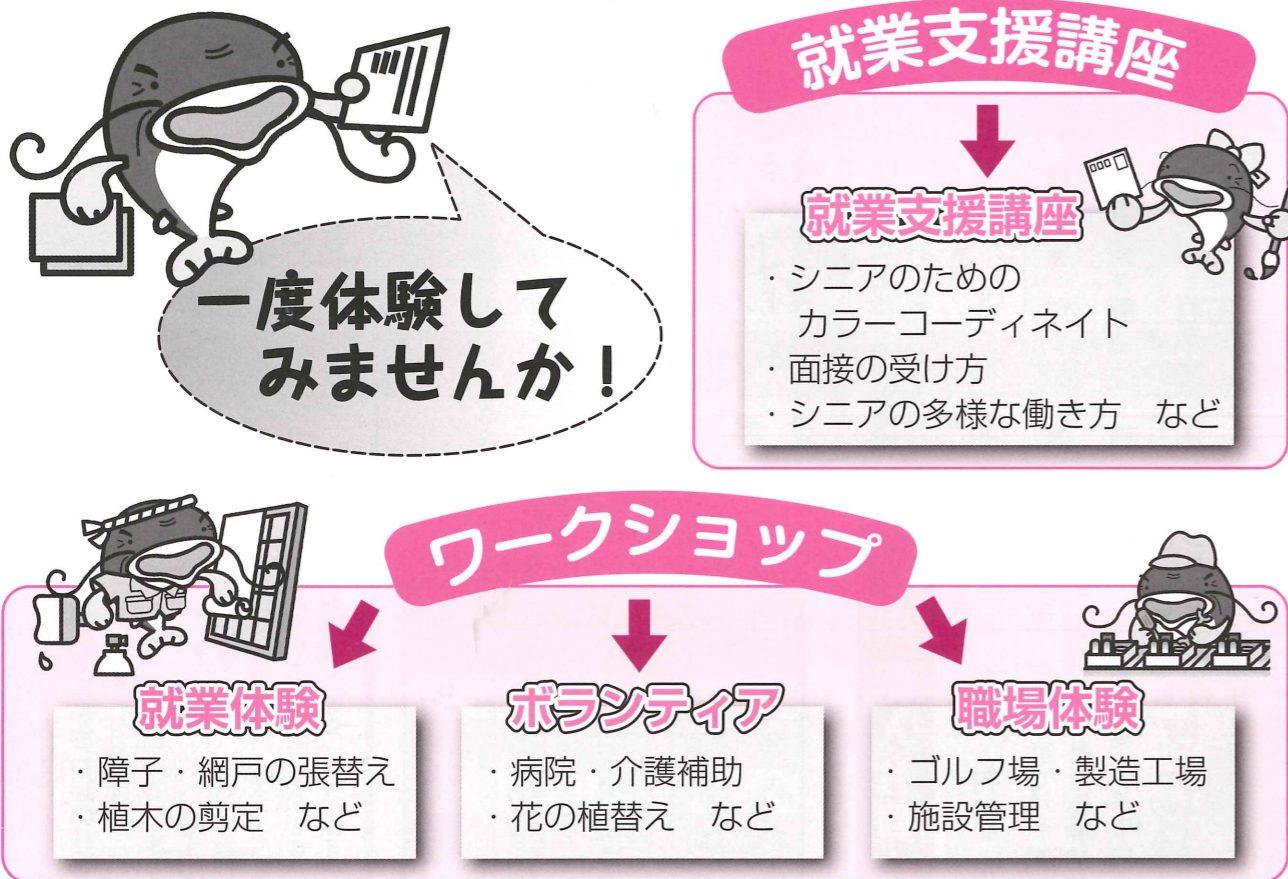 一度体験して
みませんか!
就業支援講座
就業支援講座
・シニアのための
カラーコーディネイト
・面接の受け方
・シニアの多様な働き方　など
ワークショップ
就業体験
・障子・網戸の張替え
・植木の剪定　など
ボランティア
・病院・介護補助
・花の植替え　など
職場体験
・ゴルフ場・製造工場
・施設管理　など